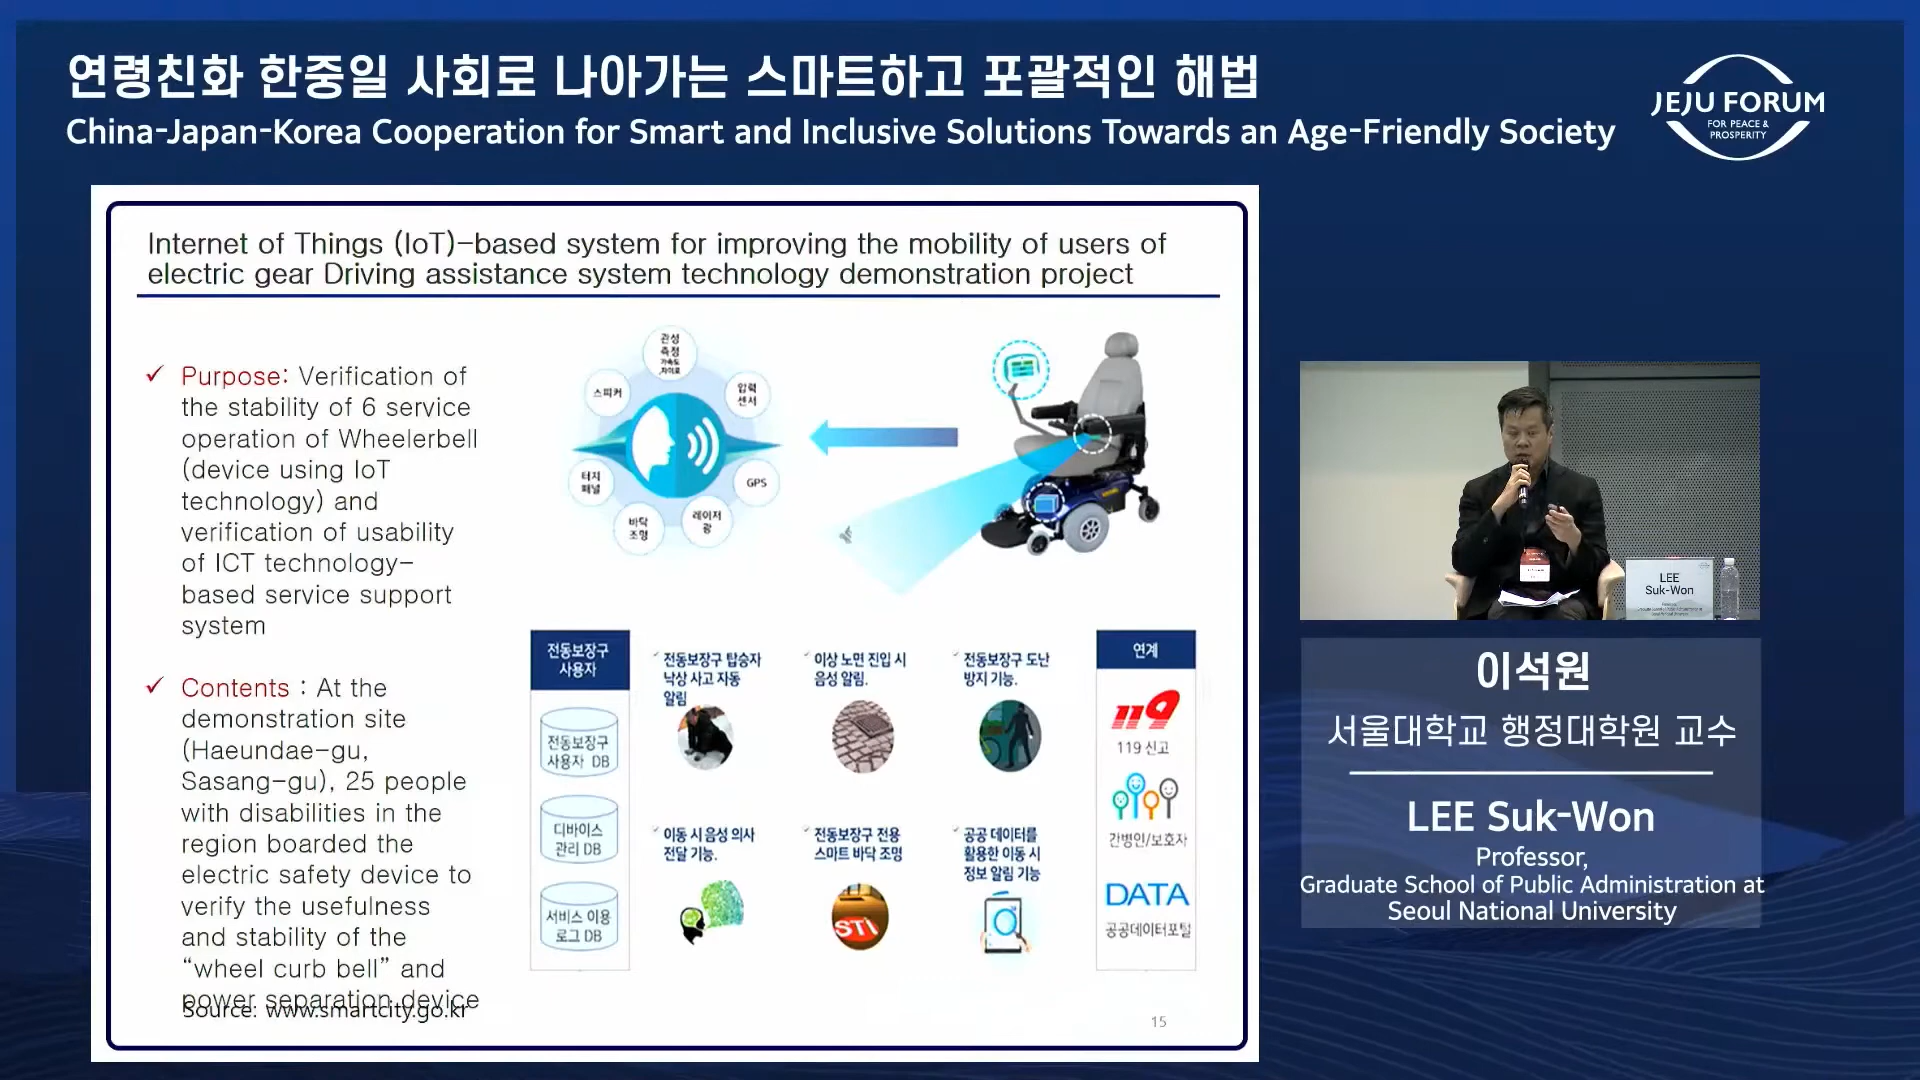 연령친화 한중일 사회로 나아가는 스마트하고 포괄적인 해법
China-Japan-Korea Cooperation for Smart and Inclusive Solutions Towards an Age-Friendly Society
JEJU FORUM
FOR PEACE &
PROSPERITY
Internet of Things (IoT)-based system for improving the mobility of users of
electric gear Driving assistance system technology demonstration project
✓ Purpose: Verification of
the stability of 6 service
operation of Wheelerbell
(device using IoT
technology) and
verification of usability
of ICT technology-
based service support
system
✓ Contents : At the
demonstration site
(Haeundae-gu,
Sasang-gu), 25 people
with disabilities in the
region boarded the
electric safety device to
verify the usefulness
and stability of the
“wheel curb bell” and
power separation device
Source: www.smartcity.go.kr
관성
측정
가속도
자이로
스피커
압력
센서
터치
패널
GPS
바닥
조명
레이저
광
전동보장구
사용자
전동보장구
사용자 DB
디바이스
관리 DB
서비스 이용
로그 DB
전동보장구 탑승자
낙상 사고 자동
알림
이상 노면 진입 시
음성 알림.
전동보장구 도난
방지 기능.
이동 시 음성 의사
전달 기능.
전동보장구 전용
스마트 바닥 조명
공공 데이터를
활용한 이동 시
정보 알림 기능
연계
119
119 신고
간병인/보호자
DATA
공공데이터포털
15
LEE
Suk-Won
이석원
서울대학교 행정대학원 교수
LEE Suk-Won
Professor,
Graduate School of Public Administration at
Seoul National University